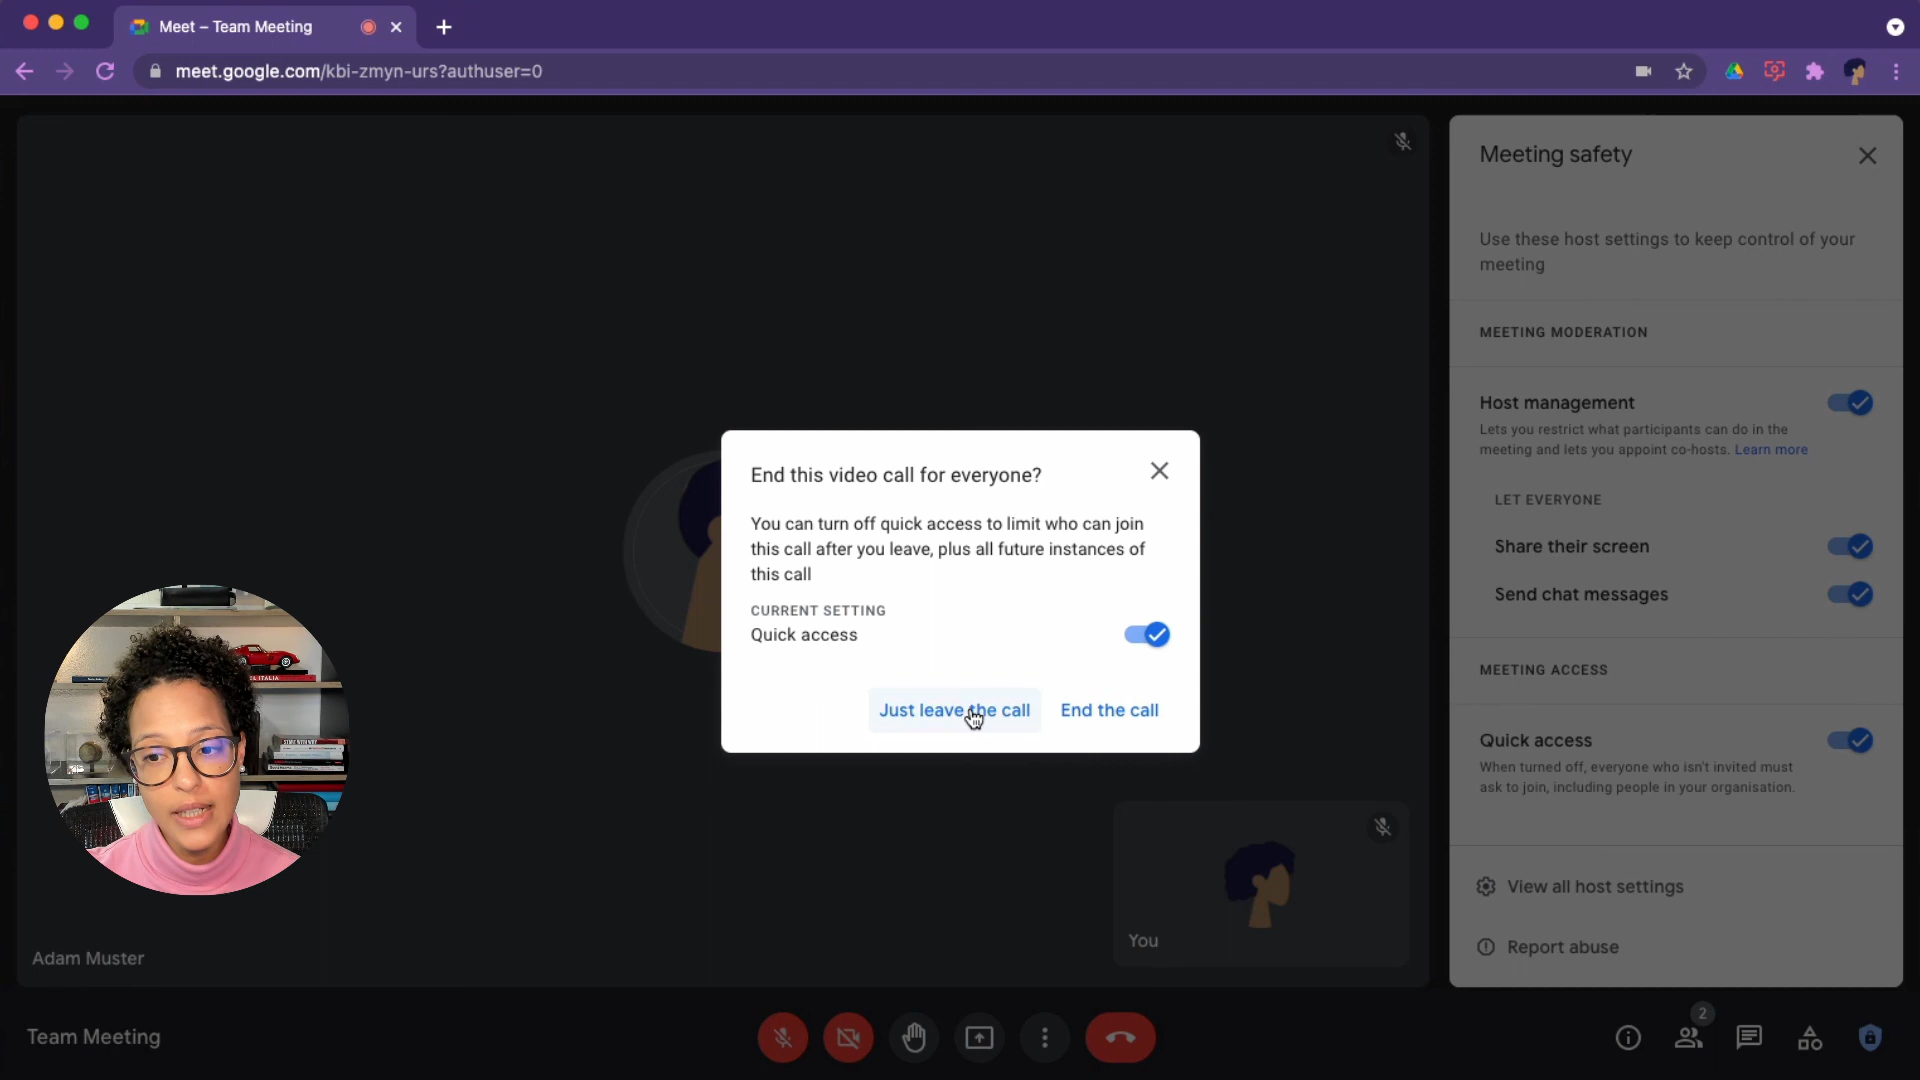 Meet – Team Meeting
meet.google.com/kbi-zmyn-urs?authuser=0
Meeting safety
Use these host settings to keep control of your
meeting
MEETING MODERATION
Host management
Lets you restrict what participants can do in the
meeting and lets you appoint co-hosts. Learn more
LET EVERYONE
Share their screen
Send chat messages
MEETING ACCESS
Quick access
When turned off, everyone who isn't invited must
ask to join, including people in your organisation.
View all host settings
Report abuse
End this video call for everyone?
You can turn off quick access to limit who can join
this call after you leave, plus all future instances of
this call
CURRENT SETTING
Quick access
Just leave the call
End the call
ITALIA
You
Adam Muster
Team Meeting
2